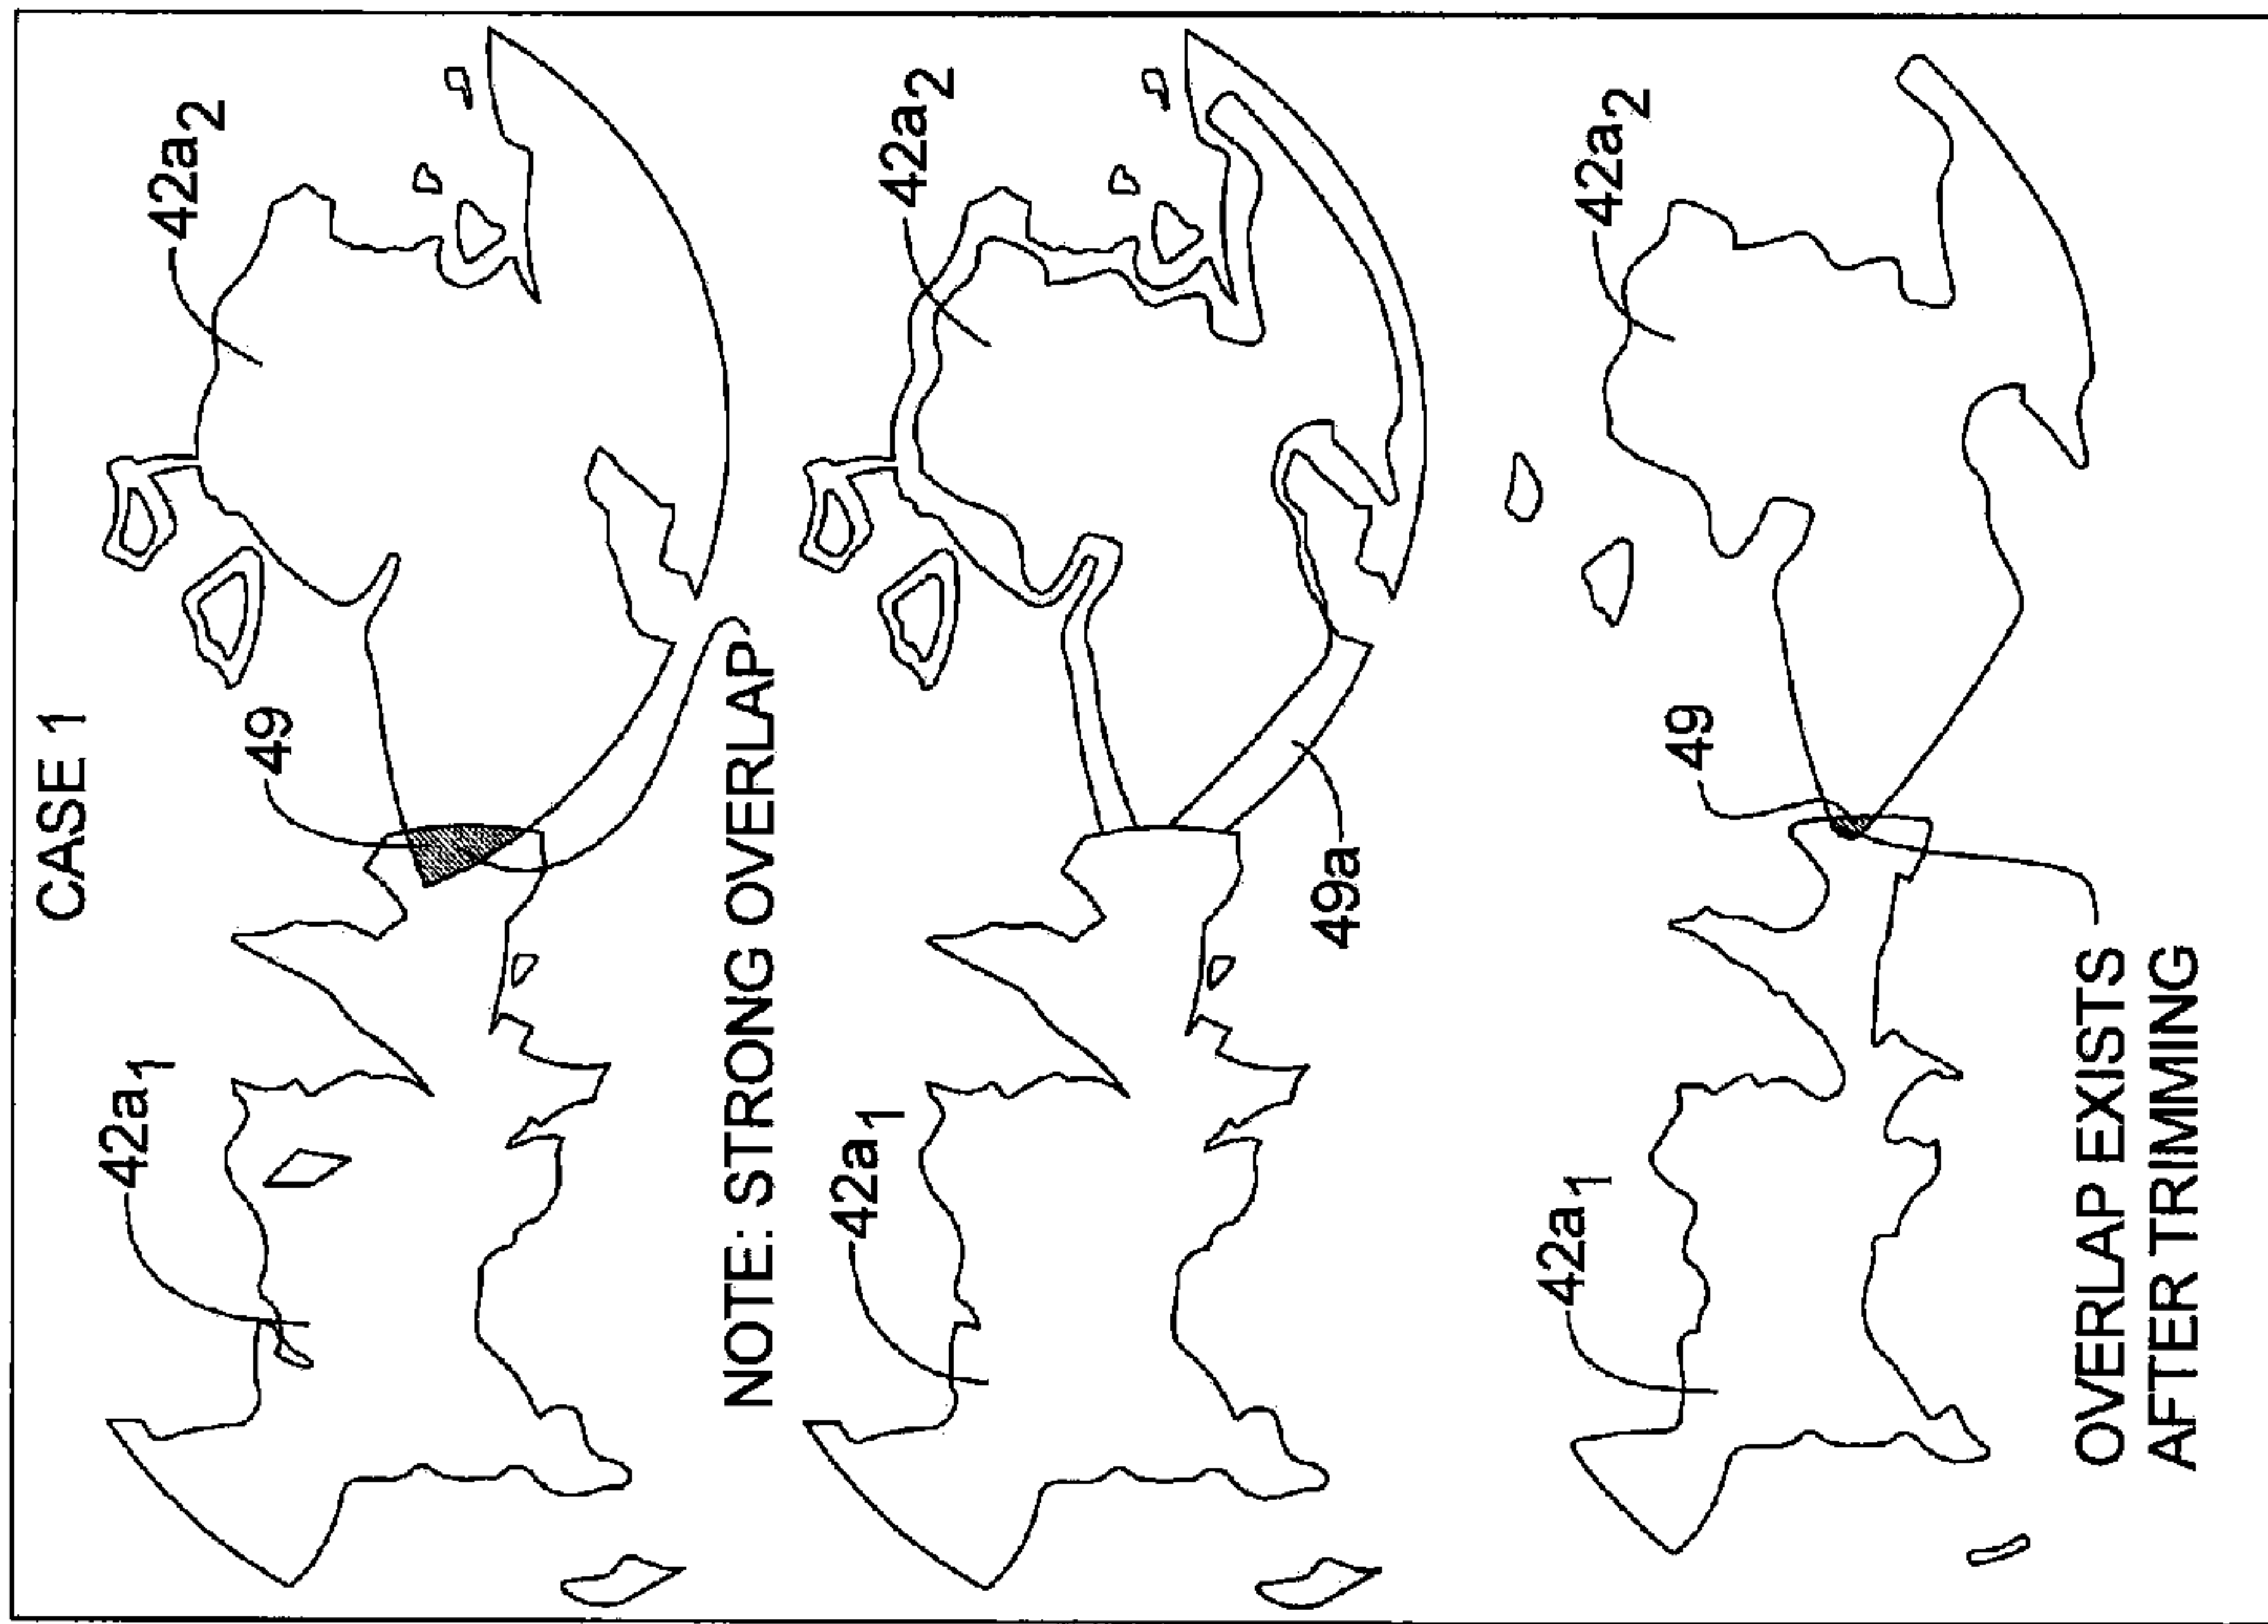 CASE 1
42a1
49
42a2
NOTE: STRONG OVERLAP
42a1
49a
42a2
42a1
49
42a2
OVERLAP EXISTS
AFTER TRIMMING